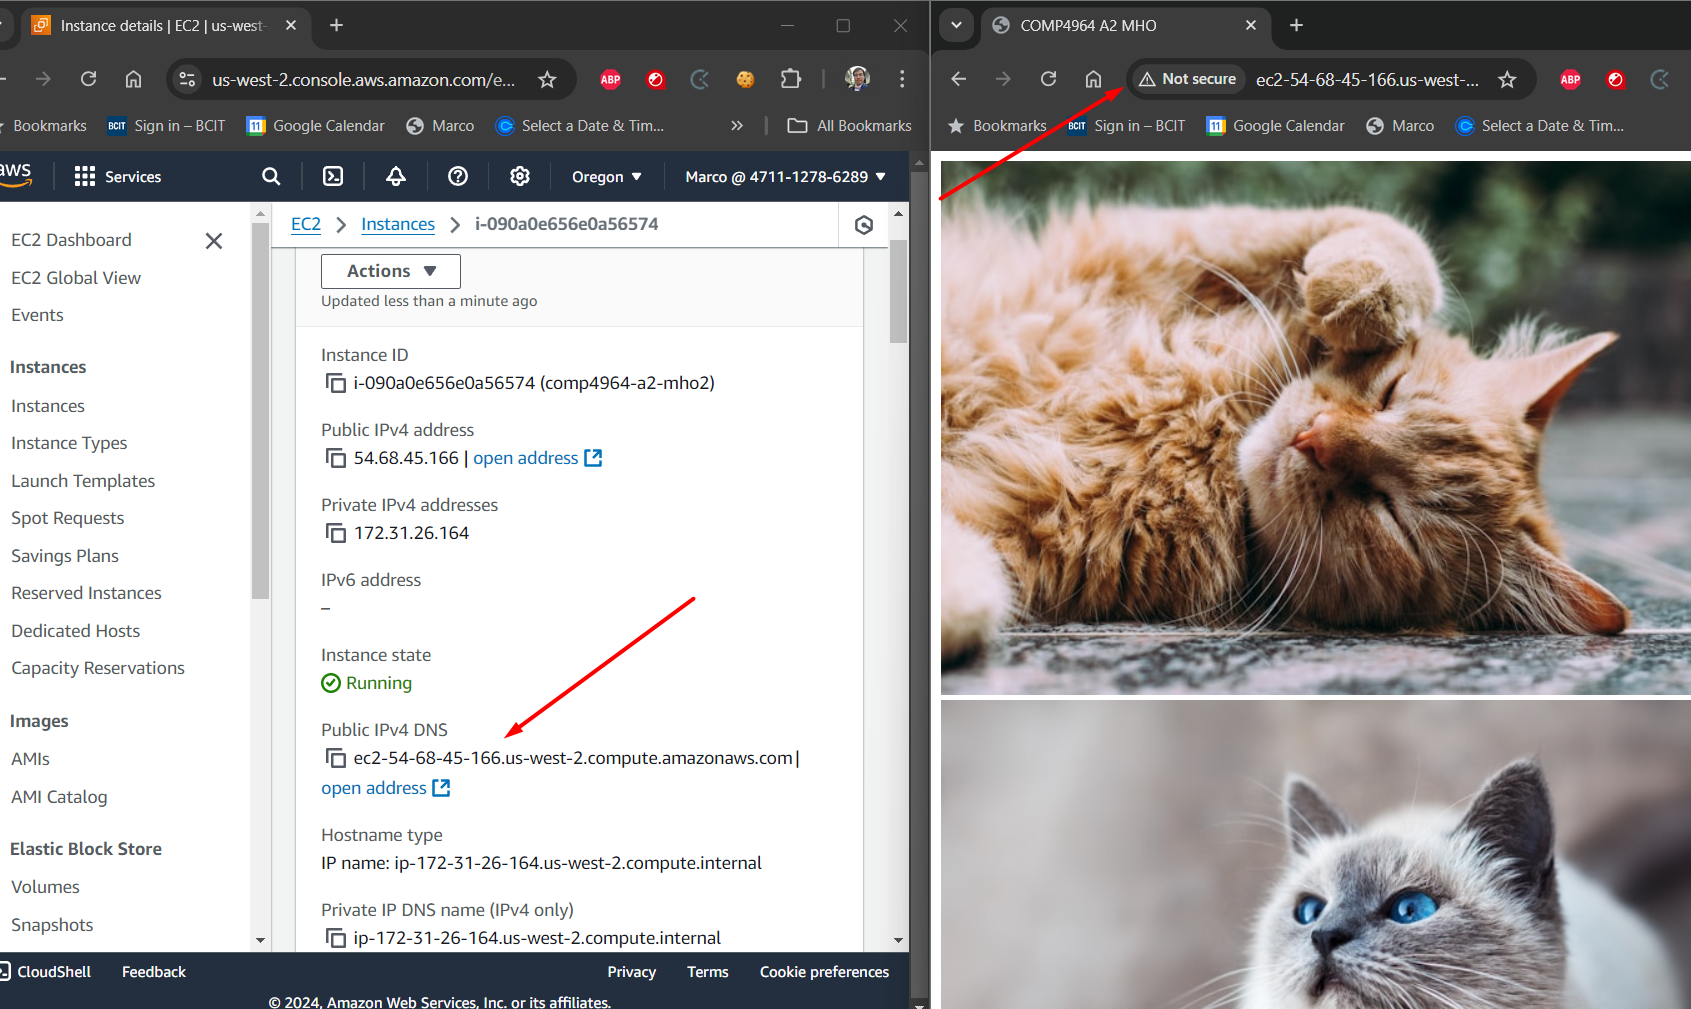 Instance details | EC2 | us-west-
us-west-2.console.aws.amazon.com/e...
ABP
Bookmarks
BCIT Sign in – BCIT
11 Google Calendar
Marco
Select a Date & Tim...
»
All Bookmarks
aws
Services
Oregon
Marco @ 4711-1278-6289
EC2 Dashboard
EC2 Global View
Events
Instances
Instances
Instance Types
Launch Templates
Spot Requests
Savings Plans
Reserved Instances
Dedicated Hosts
Capacity Reservations
Images
AMIs
AMI Catalog
Elastic Block Store
Volumes
Snapshots
EC2 > Instances > i-090a0e656e0a56574
Actions
Updated less than a minute ago
Instance ID
i-090a0e656e0a56574 (comp4964-a2-mho2)
Public IPv4 address
54.68.45.166 | open address
Private IPv4 addresses
172.31.26.164
IPv6 address
–
Instance state
Running
Public IPv4 DNS
ec2-54-68-45-166.us-west-2.compute.amazonaws.com |
open address
Hostname type
IP name: ip-172-31-26-164.us-west-2.compute.internal
Private IP DNS name (IPv4 only)
ip-172-31-26-164.us-west-2.compute.internal
CloudShell
Feedback
Privacy
Terms
Cookie preferences
© 2024, Amazon Web Services, Inc. or its affiliates.
COMP4964 A2 MHO
Not secure
ec2-54-68-45-166.us-west-...
ABP
Bookmarks
BCIT Sign in – BCIT
11 Google Calendar
Marco
Select a Date & Tim...